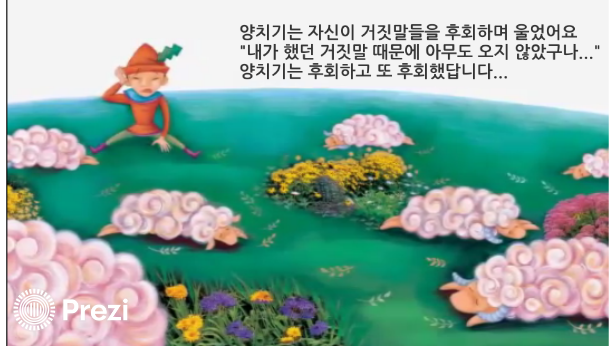 양치기는 자신이 거짓말들을 후회하며 울었어요
"내가 했던 거짓말 때문에 아무도 오지 않았구나..."
양치기는 후회하고 또 후회했답니다...
Prezi